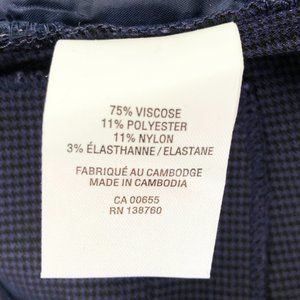 75% VISCOSE
11% POLYESTER
11% NYLON
3% ÉLASTHANNE / ELASTANE
FABRIQUÉ AU CAMBODGE
MADE IN CAMBODIA
CA 00655
RN 138760